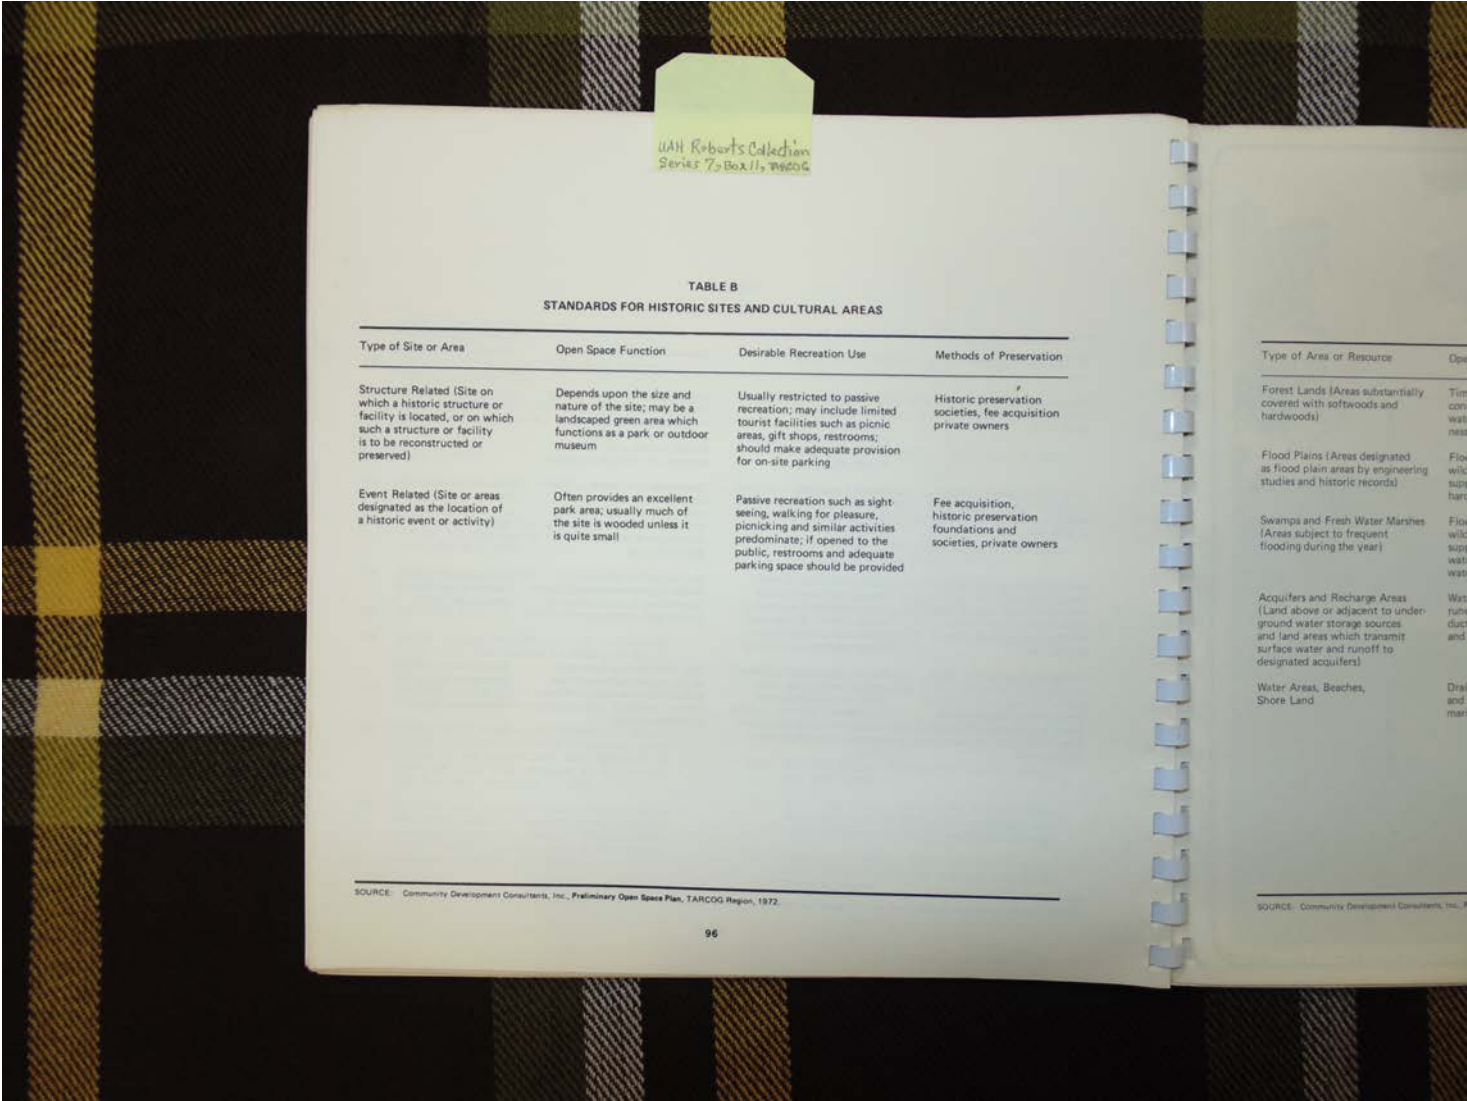 UAH Roberts Collection
Series 7, Box 11, TARCOG
TABLE B
STANDARDS FOR HISTORIC SITES AND CULTURAL AREAS
Type of Site or Area
Open Space Function
Desirable Recreation Use
Methods of Preservation
Structure Related (Site on
which a historic structure or
facility is located, or on which
such a structure or facility
is to be reconstructed or
preserved)
Depends upon the size and
nature of the site; may be a
landscaped green area which
functions as a park or outdoor
museum
Usually restricted to passive
recreation; may include limited
tourist facilities such as picnic
areas, gift shops, restrooms;
should make adequate provision
for on-site parking
Historic preservation
societies, fee acquisition
private owners
Event Related (Site or areas
designated as the location of
a historic event or activity)
Often provides an excellent
park area; usually much of
the site is wooded unless it
is quite small
Passive recreation such as sight-
seeing, walking for pleasure,
picnicking and similar activities
predominate; if opened to the
public, restrooms and adequate
parking space should be provided
Fee acquisition,
historic preservation
foundations and
societies, private owners
SOURCE: Community Development Consultants, Inc., Preliminary Open Space Plan, TARCOG Region, 1972.
96
Type of Area or Resource
Forest Lands (Areas substantially
covered with softwoods and
hardwoods)
Flood Plains (Areas designated
as flood plain areas by engineering
studies and historic records)
Swamps and Fresh Water Marshes
(Areas subject to frequent
flooding during the year)
Acquifers and Recharge Areas
(Land above or adjacent to under-
ground water storage sources
and land areas which transmit
surface water and runoff to
designated acquifers)
and
Water Areas, Beaches,
Shore Land
and
SOURCE: Community Development Consultants, Inc.,